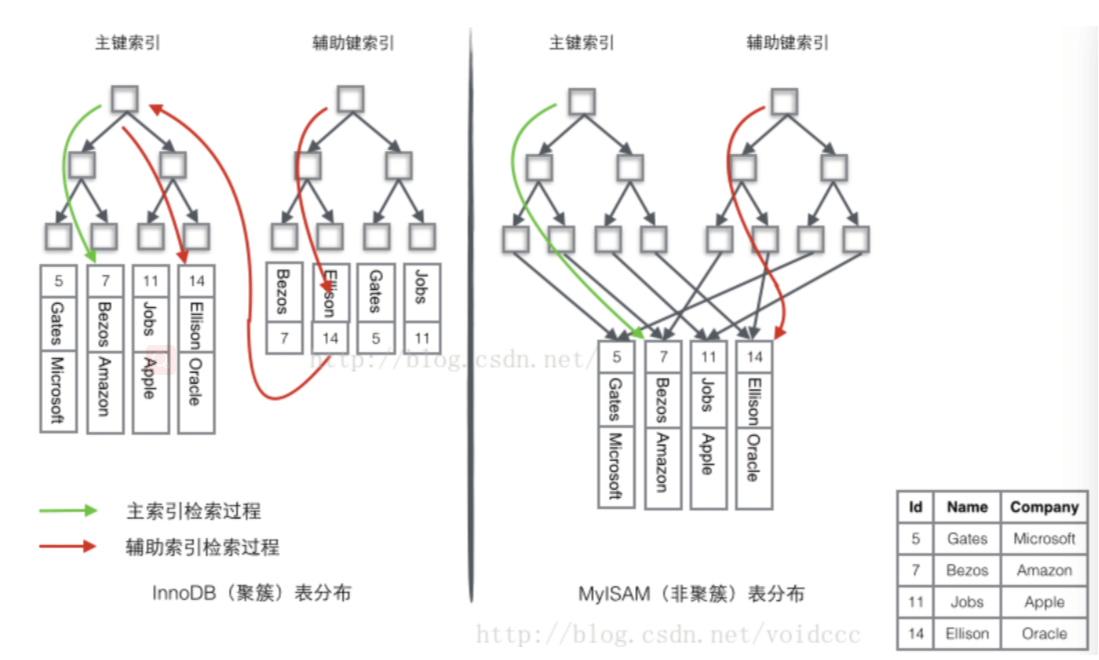 主键索引
辅助键索引
主键索引
辅助键索引
5
Gates
Microsoft
7
Bezos
Amazon
11
Jobs
Apple
14
Ellison
Oracle
Bezos
7
Ellison
14
Gates
5
Jobs
11
http://blog.csdn.net/
5
Gates
Microsoft
7
Bezos
Amazon
11
Jobs
Apple
14
Ellison
Oracle
主索引检索过程
辅助索引检索过程
InnoDB（聚簇）表分布
MyISAM（非聚簇）表分布
http://blog.csdn.net/voidccc
Id Name Company
5 Gates Microsoft
7 Bezos Amazon
11 Jobs Apple
14 Ellison Oracle